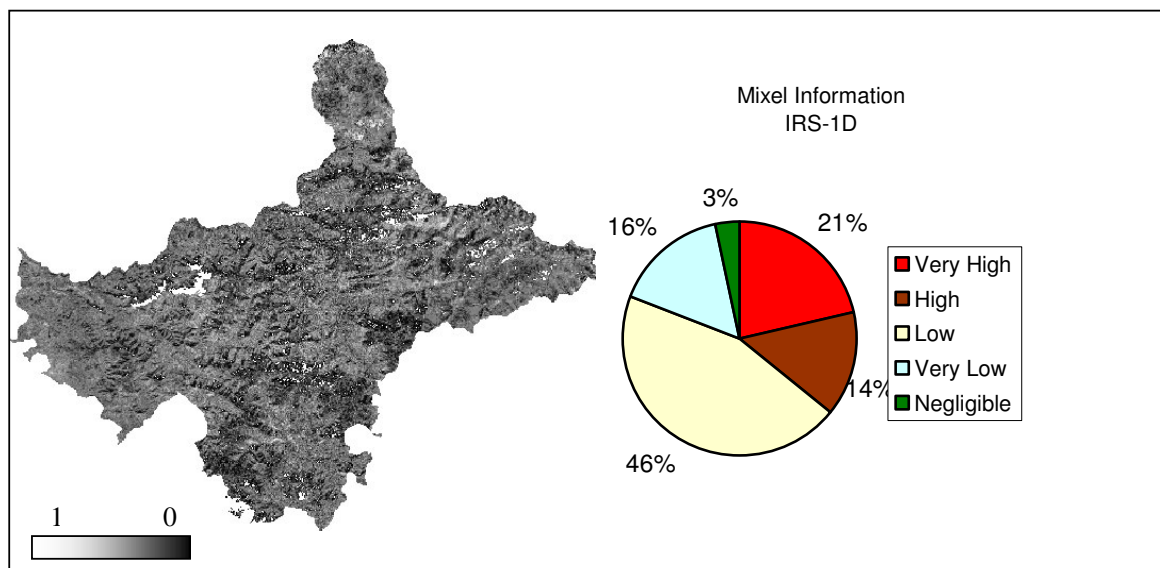 Mixel Information
IRS-1D
3%
16%
21%
14%
46%
Very High
High
Low
Very Low
Negligible
1 0